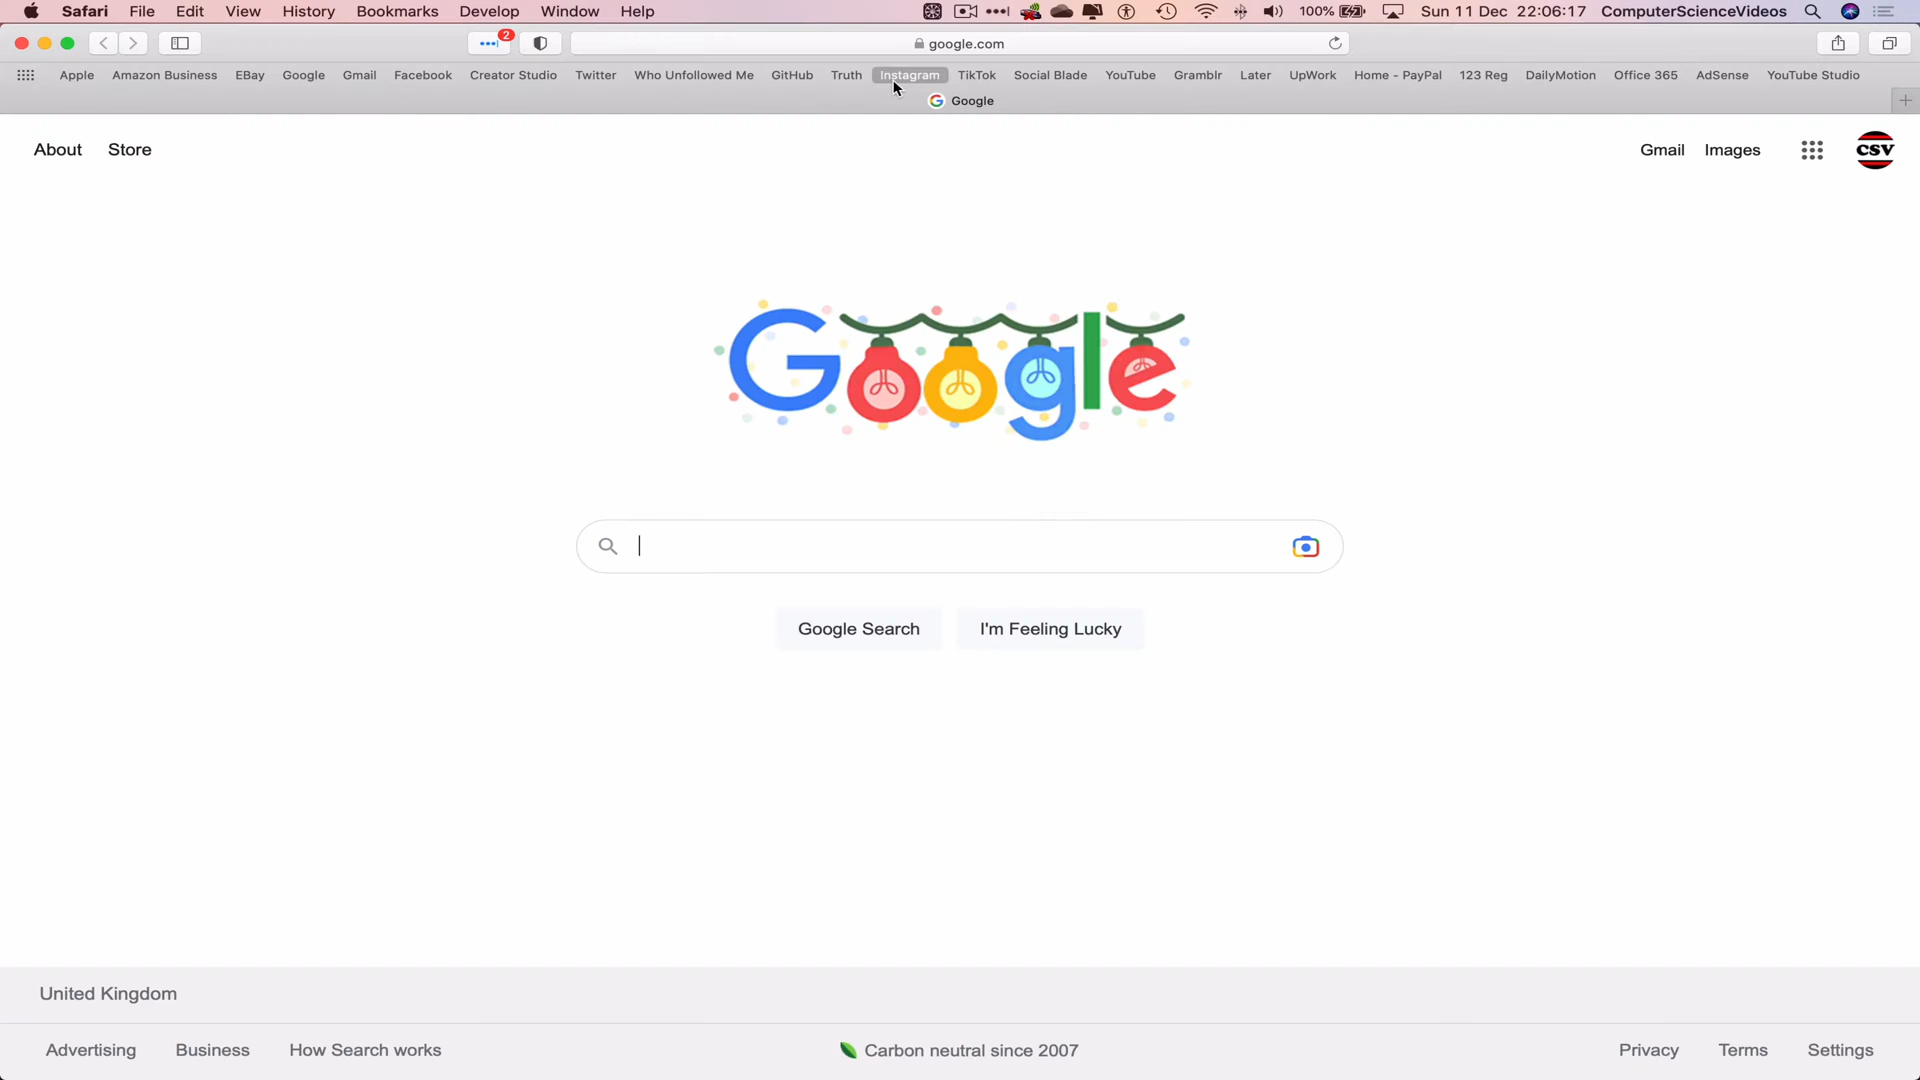 Safari File Edit View History Bookmarks Develop Window Help 100% Sun 11 Dec 22:06:17 ComputerScienceVideos
2 google.com
Apple Amazon Business EBay Google Gmail Facebook Creator Studio Twitter Who Unfollowed Me GitHub Truth Instagram TikTok Social Blade YouTube Gramblr Later UpWork Home - PayPal 123 Reg DailyMotion Office 365 AdSense YouTube Studio
G Google
About Store Gmail Images CSV
Google
Google Search I'm Feeling Lucky
United Kingdom
Advertising Business How Search works Carbon neutral since 2007 Privacy Terms Settings